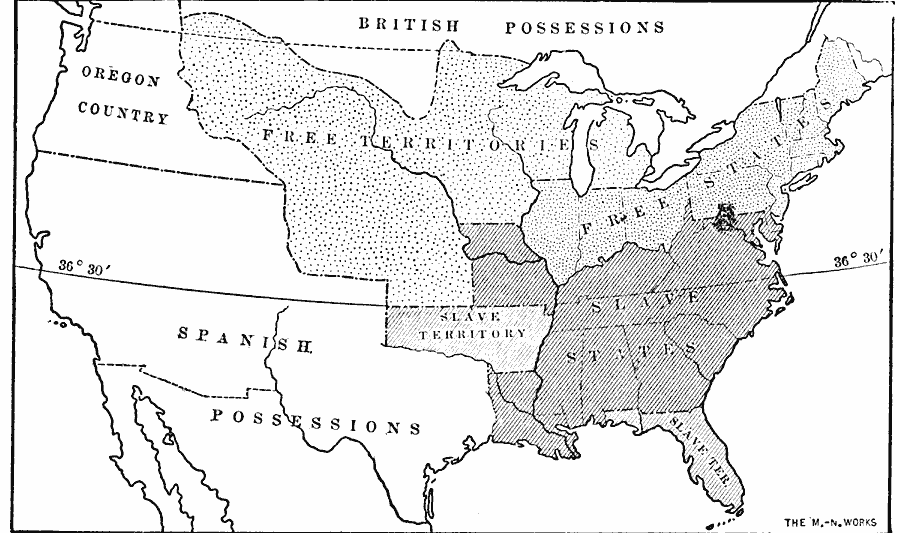 BRITISH POSSESSIONS
OREGON
COUNTRY
FREE TERRITORIES
FREE STATES
36° 30'
36° 30'
SLAVE
STATES
SLAVE
TERRITORY
SPANISH
POSSESSIONS
SLAVE TER.
THE M.-N. WORKS